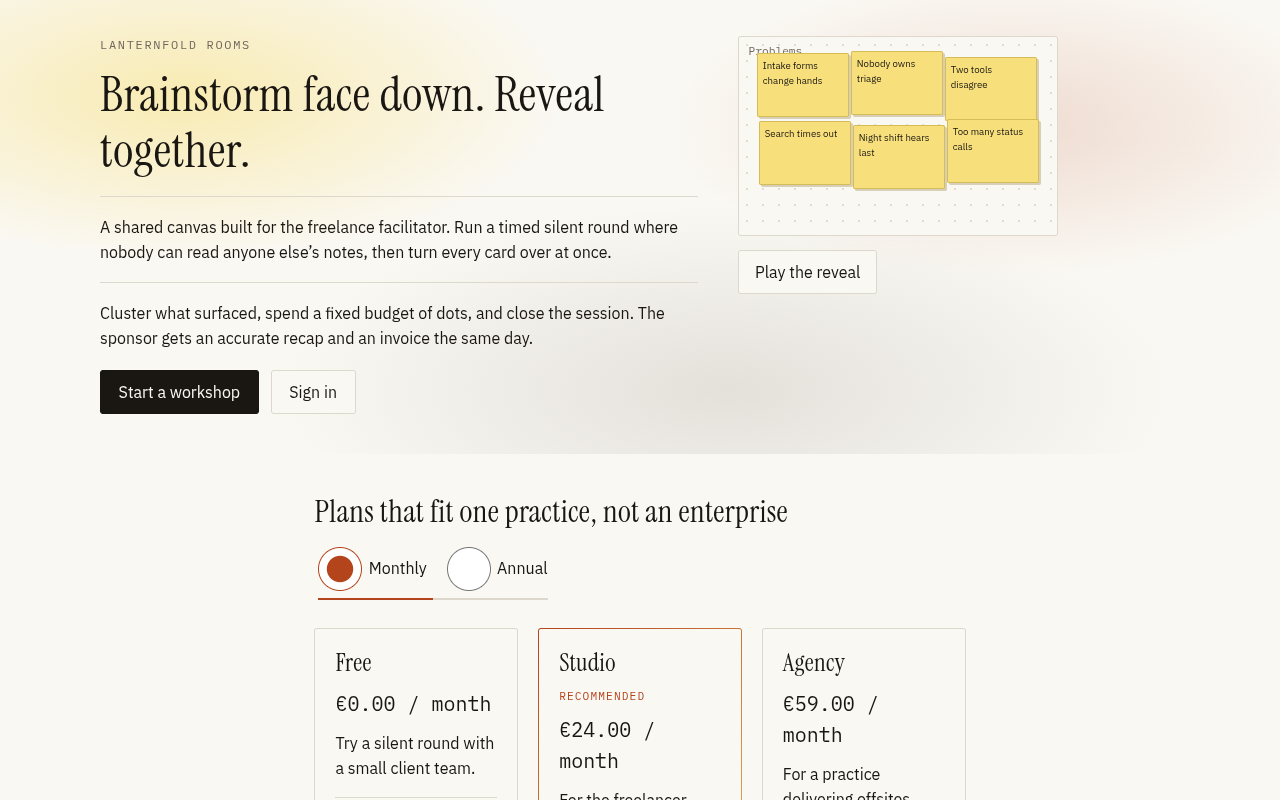 LANTERNFOLD ROOMS
Brainstorm face down. Reveal
together.
A shared canvas built for the freelance facilitator. Run a timed silent round where
nobody can read anyone else’s notes, then turn every card over at once.
Cluster what surfaced, spend a fixed budget of dots, and close the session. The
sponsor gets an accurate recap and an invoice the same day.
Start a workshop
Sign in
Problems
Intake forms
change hands
Nobody owns
triage
Two tools
disagree
Search times out
Night shift hears
last
Too many status
calls
Play the reveal
Plans that fit one practice, not an enterprise
Monthly
Annual
Free
€0.00 / month
Try a silent round with
a small client team.
Studio
RECOMMENDED
€24.00 /
month
For the freelancer
Agency
€59.00 /
month
For a practice
delivering offsites